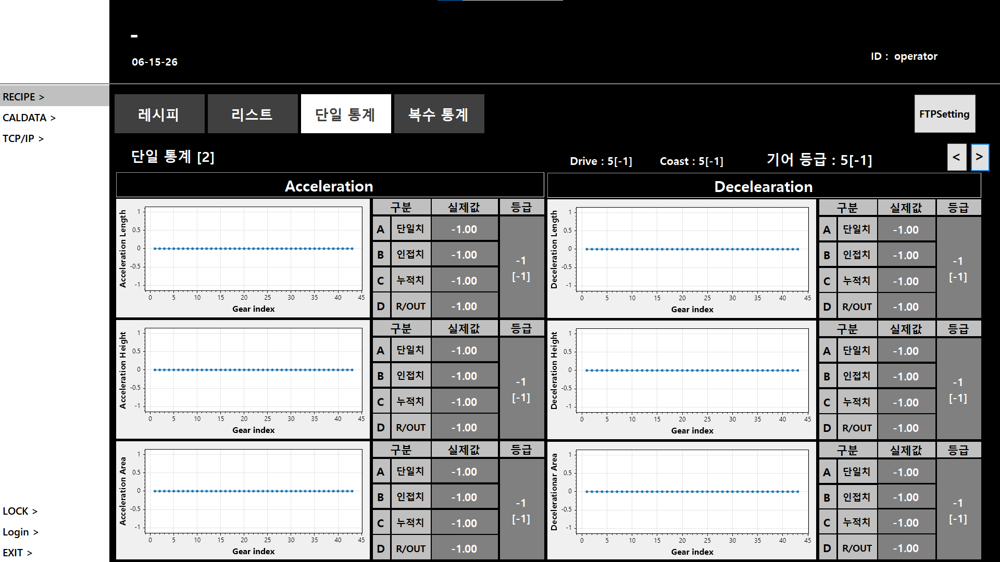 -
06-15-26
ID :  operator
RECIPE >
CALDATA >
TCP/IP >
LOCK >
Login >
EXIT >
레시피
리스트
단일 통계
복수 통계
FTPSetting
단일 통계 [2]
Drive : 5[-1]
Coast : 5[-1]
기어 등급 : 5[-1]
<
>
Acceleration
Acceleration Length
1
0.5
0
-0.5
-1
0 5 10 15 20 25 30 35 40 45
Gear index
구분 실제값 등급
A 단일치 -1.00
B 인접치 -1.00
C 누적치 -1.00
D R/OUT -1.00
-1
[-1]
Acceleration Height
1
0.5
0
-0.5
-1
0 5 10 15 20 25 30 35 40 45
Gear index
구분 실제값 등급
A 단일치 -1.00
B 인접치 -1.00
C 누적치 -1.00
D R/OUT -1.00
-1
[-1]
Acceleration Area
1
0.5
0
-0.5
-1
0 5 10 15 20 25 30 35 40 45
Gear index
구분 실제값 등급
A 단일치 -1.00
B 인접치 -1.00
C 누적치 -1.00
D R/OUT -1.00
-1
[-1]
Decelearation
Deceleration Length
1
0.5
0
-0.5
-1
0 5 10 15 20 25 30 35 40 45
Gear index
구분 실제값 등급
A 단일치 -1.00
B 인접치 -1.00
C 누적치 -1.00
D R/OUT -1.00
-1
[-1]
Deceleration Height
1
0.5
0
-0.5
-1
0 5 10 15 20 25 30 35 40 45
Gear index
구분 실제값 등급
A 단일치 -1.00
B 인접치 -1.00
C 누적치 -1.00
D R/OUT -1.00
-1
[-1]
Decelerationar Area
1
0.5
0
-0.5
-1
0 5 10 15 20 25 30 35 40 45
Gear index
구분 실제값 등급
A 단일치 -1.00
B 인접치 -1.00
C 누적치 -1.00
D R/OUT -1.00
-1
[-1]